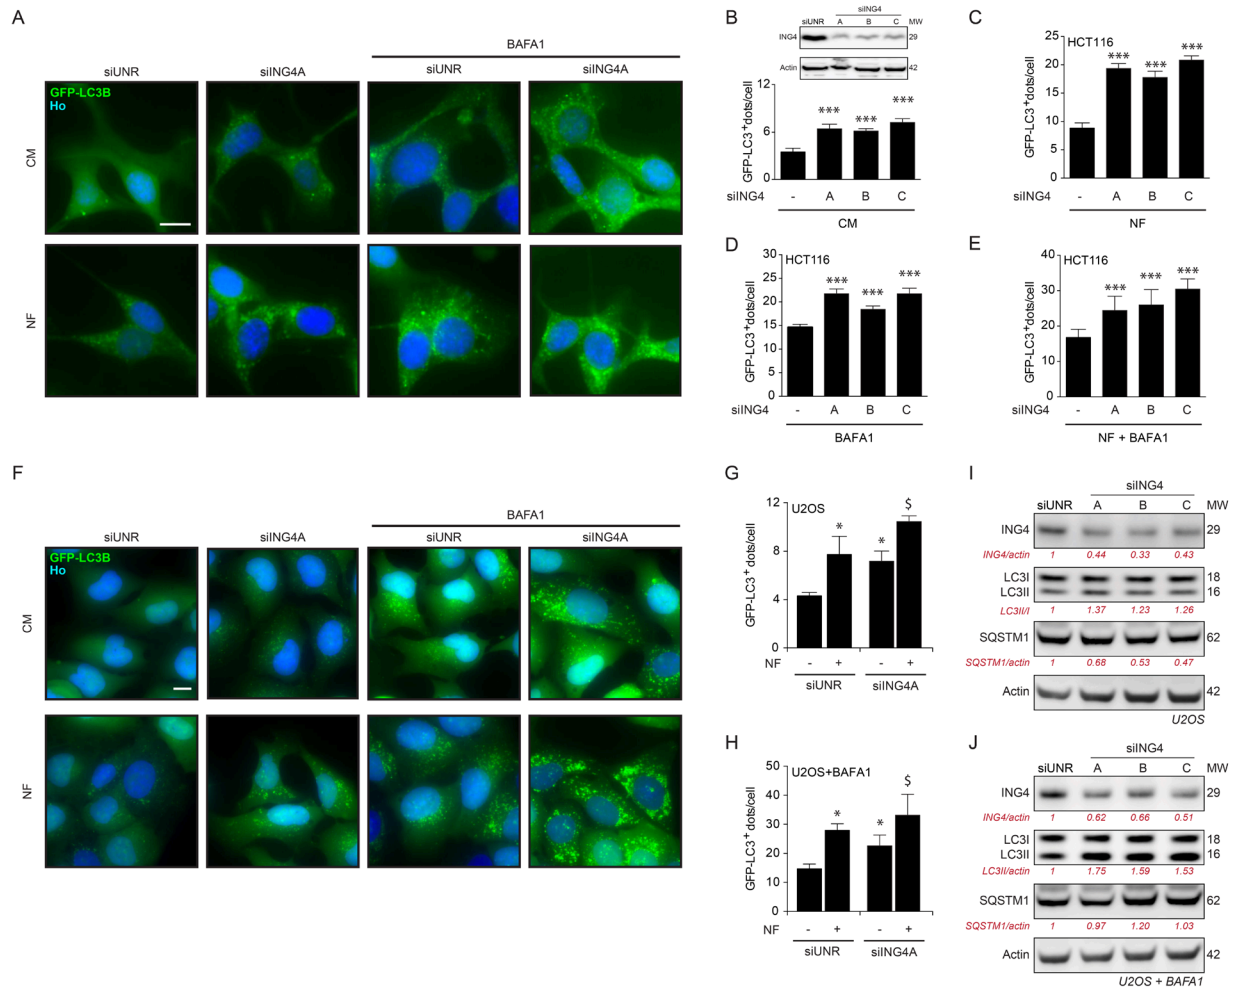 A
BAFA1
siUNR
siING4A
siUNR
siING4A
GFP-LC3B
Ho
CM
NF
B
siING4
siUNR
A
B
C
MW
ING4
29
Actin
42
GFP-LC3+dots/cell
12
6
0
***
***
***
siING4
-
A
B
C
CM
C
HCT116
GFP-LC3+dots/cell
25
20
15
10
5
0
***
***
***
siING4
-
A
B
C
NF
D
HCT116
GFP-LC3+dots/cell
30
25
20
15
10
5
0
***
***
***
siING4
-
A
B
C
BAFA1
E
HCT116
GFP-LC3+dots/cell
40
30
20
10
0
***
***
***
siING4
-
A
B
C
NF + BAFA1
F
BAFA1
siUNR
siING4A
siUNR
siING4A
GFP-LC3B
Ho
CM
NF
G
U2OS
GFP-LC3+ dots/cell
12
8
4
0
*
*
$
NF
-
+
-
+
siUNR
siING4A
H
U2OS+BAFA1
GFP-LC3+ dots/cell
50
40
30
20
10
0
*
*
$
NF
-
+
-
+
siUNR
siING4A
I
siING4
siUNR
A
B
C
MW
ING4
29
ING4/actin 1 0.44 0.33 0.43
LC3I
18
LC3II
16
LC3II/I 1 1.37 1.23 1.26
SQSTM1
62
SQSTM1/actin 1 0.68 0.53 0.47
Actin
42
U2OS
J
siING4
siUNR
A
B
C
MW
ING4
29
ING4/actin 1 0.62 0.66 0.51
LC3I
18
LC3II
16
LC3II/actin 1 1.75 1.59 1.53
SQSTM1
62
SQSTM1/actin 1 0.97 1.20 1.03
Actin
42
U2OS + BAFA1